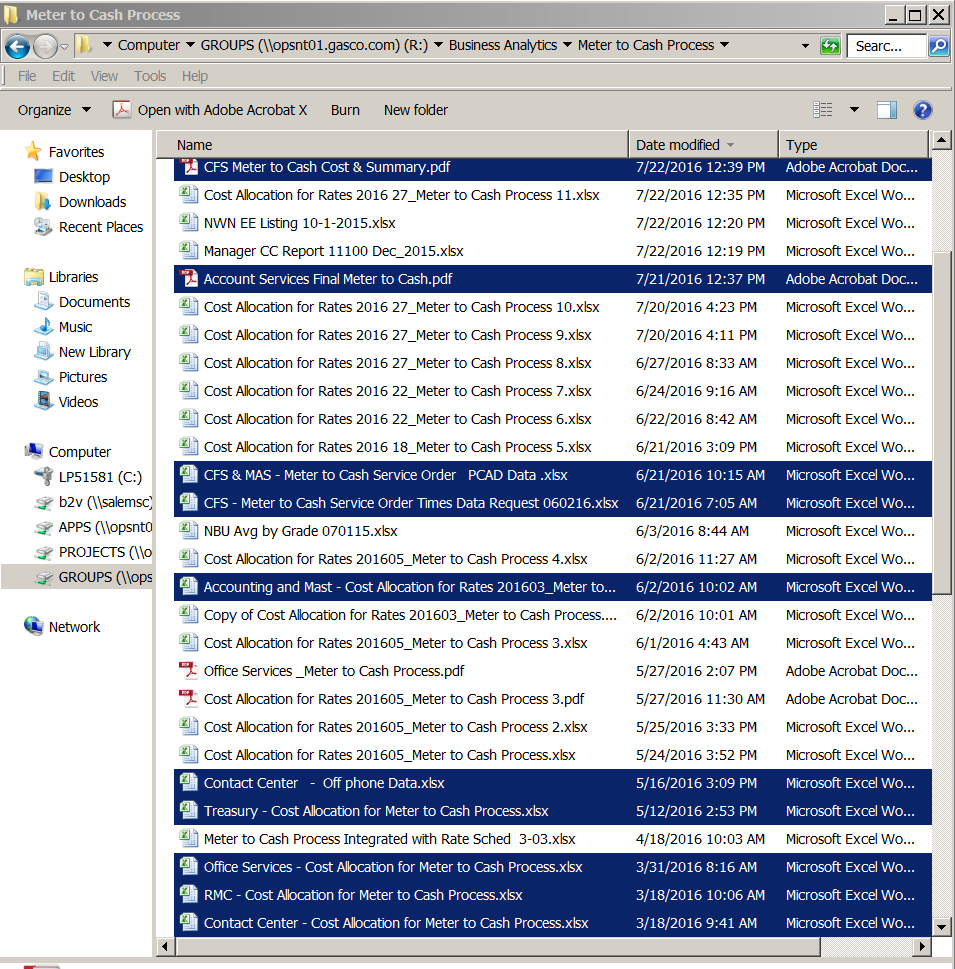 Meter to Cash Process
Computer GROUPS (\\opsnt01.gasco.com) (R:) Business Analytics Meter to Cash Process Searc...
File Edit View Tools Help
Organize Open with Adobe Acrobat X Burn New folder
Favorites
Desktop
Downloads
Recent Places
Libraries
Documents
Music
New Library
Pictures
Videos
Computer
LP51581 (C:)
b2v (\\salemsc)
APPS (\\opsnt0
PROJECTS (\\o
GROUPS (\\ops
Network
Name Date modified Type
CFS Meter to Cash Cost & Summary.pdf 7/22/2016 12:39 PM Adobe Acrobat Doc...
Cost Allocation for Rates 2016 27_Meter to Cash Process 11.xlsx 7/22/2016 12:35 PM Microsoft Excel Wo...
NWN EE Listing 10-1-2015.xlsx 7/22/2016 12:20 PM Microsoft Excel Wo...
Manager CC Report 11100 Dec_2015.xlsx 7/22/2016 12:19 PM Microsoft Excel Wo...
Account Services Final Meter to Cash.pdf 7/21/2016 12:37 PM Adobe Acrobat Doc...
Cost Allocation for Rates 2016 27_Meter to Cash Process 10.xlsx 7/20/2016 4:23 PM Microsoft Excel Wo...
Cost Allocation for Rates 2016 27_Meter to Cash Process 9.xlsx 7/20/2016 4:11 PM Microsoft Excel Wo...
Cost Allocation for Rates 2016 27_Meter to Cash Process 8.xlsx 6/27/2016 8:33 AM Microsoft Excel Wo...
Cost Allocation for Rates 2016 22_Meter to Cash Process 7.xlsx 6/24/2016 9:16 AM Microsoft Excel Wo...
Cost Allocation for Rates 2016 22_Meter to Cash Process 6.xlsx 6/22/2016 8:42 AM Microsoft Excel Wo...
Cost Allocation for Rates 2016 18_Meter to Cash Process 5.xlsx 6/21/2016 3:09 PM Microsoft Excel Wo...
CFS & MAS - Meter to Cash Service Order PCAD Data .xlsx 6/21/2016 10:15 AM Microsoft Excel Wo...
CFS - Meter to Cash Service Order Times Data Request 060216.xlsx 6/21/2016 7:05 AM Microsoft Excel Wo...
NBU Avg by Grade 070115.xlsx 6/3/2016 8:44 AM Microsoft Excel Wo...
Cost Allocation for Rates 201605_Meter to Cash Process 4.xlsx 6/2/2016 11:27 AM Microsoft Excel Wo...
Accounting and Mast - Cost Allocation for Rates 201603_Meter to... 6/2/2016 10:02 AM Microsoft Excel Wo...
Copy of Cost Allocation for Rates 201603_Meter to Cash Process.... 6/2/2016 10:01 AM Microsoft Excel Wo...
Cost Allocation for Rates 201605_Meter to Cash Process 3.xlsx 6/1/2016 4:43 AM Microsoft Excel Wo...
Office Services _Meter to Cash Process.pdf 5/27/2016 2:07 PM Adobe Acrobat Doc...
Cost Allocation for Rates 201605_Meter to Cash Process 3.pdf 5/27/2016 11:30 AM Adobe Acrobat Doc...
Cost Allocation for Rates 201605_Meter to Cash Process 2.xlsx 5/25/2016 3:33 PM Microsoft Excel Wo...
Cost Allocation for Rates 201605_Meter to Cash Process.xlsx 5/24/2016 3:52 PM Microsoft Excel Wo...
Contact Center - Off phone Data.xlsx 5/16/2016 3:09 PM Microsoft Excel Wo...
Treasury - Cost Allocation for Meter to Cash Process.xlsx 5/12/2016 2:53 PM Microsoft Excel Wo...
Meter to Cash Process Integrated with Rate Sched 3-03.xlsx 4/18/2016 10:03 AM Microsoft Excel Wo...
Office Services - Cost Allocation for Meter to Cash Process.xlsx 3/31/2016 8:16 AM Microsoft Excel Wo...
RMC - Cost Allocation for Meter to Cash Process.xlsx 3/18/2016 10:06 AM Microsoft Excel Wo...
Contact Center - Cost Allocation for Meter to Cash Process.xlsx 3/18/2016 9:41 AM Microsoft Excel Wo...